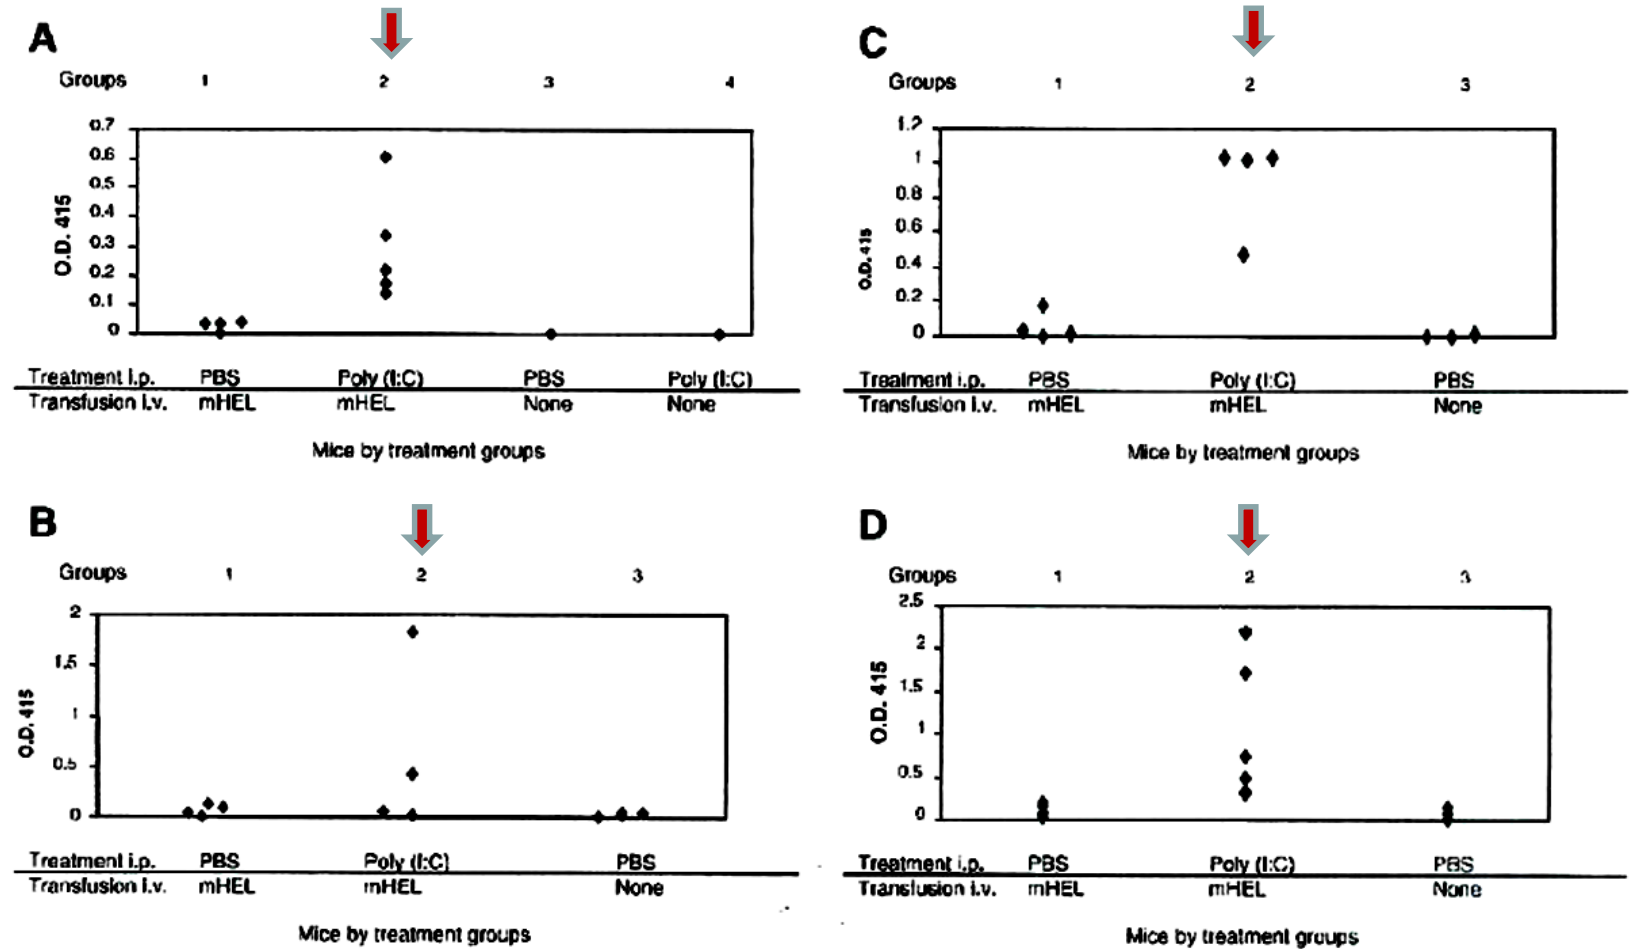 A
Groups 1 2 3 4
0.7
0.6
0.5
0.4
0.3
0.2
0.1
0
O.D. 415
Treatment i.p. PBS Poly (I:C) PBS Poly (I:C)
Transfusion i.v. mHEL mHEL None None
Mice by treatment groups
B
Groups 1 2 3
2
1.5
1
0.5
0
O.D. 415
Treatment i.p. PBS Poly (I:C) PBS
Transfusion i.v. mHEL mHEL None
Mice by treatment groups
C
Groups 1 2 3
1.2
1
0.8
0.6
0.4
0.2
0
O.D. 415
Treatment i.p. PBS Poly (I:C) PBS
Transfusion i.v. mHEL mHEL None
Mice by treatment groups
D
Groups 1 2 3
2.5
2
1.5
1
0.5
0
O.D. 415
Treatment i.p. PBS Poly (I:C) PBS
Transfusion i.v. mHEL mHEL None
Mice by treatment groups